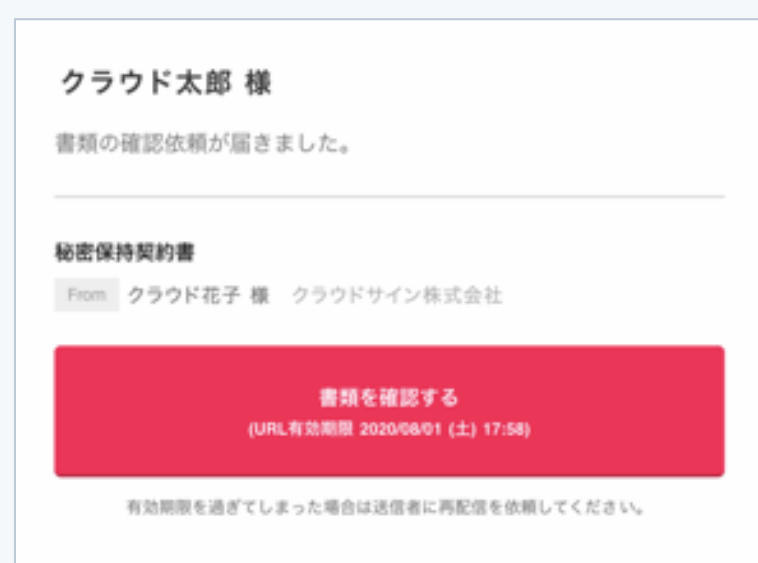 クラウド太郎 様
書類の確認依頼が届きました。
秘密保持契約書
From クラウド花子 様 クラウドサイン株式会社
書類を確認する
(URL有効期限 2020/08/01 (土) 17:58)
有効期限を過ぎてしまった場合は送信者に再配信を依頼してください。